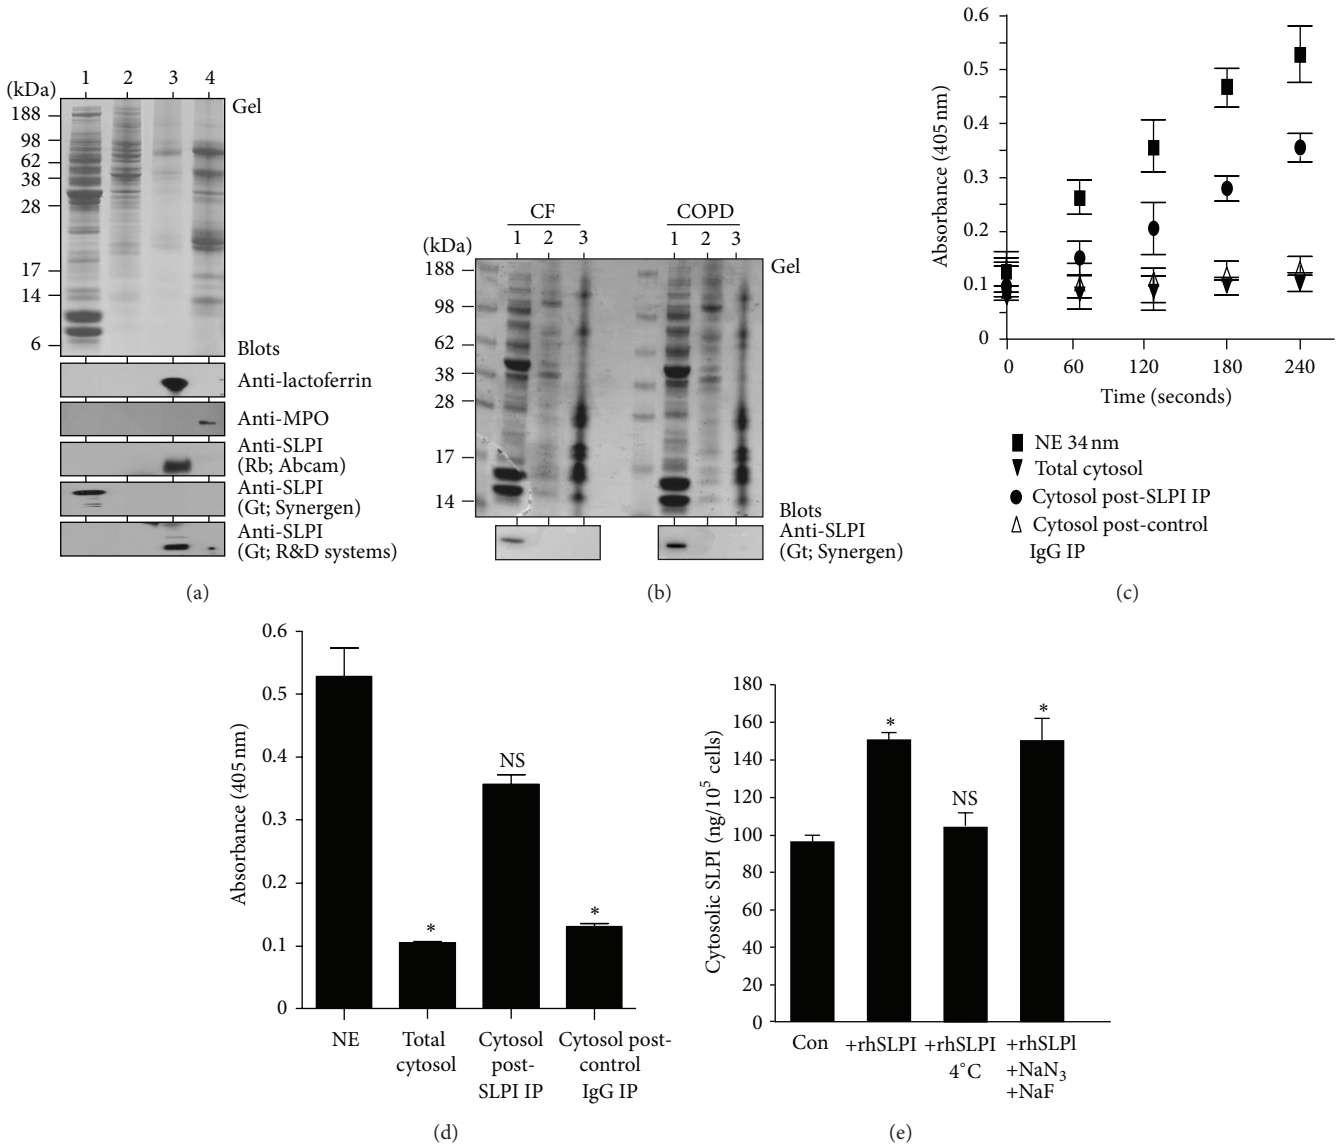 1 2 3 4
(kDa)
Gel
188
98
62
38
28
17
14
6
Blots
Anti-lactoferrin
Anti-MPO
Anti-SLPI
(Rb; Abcam)
Anti-SLPI
(Gt; Synergen)
Anti-SLPI
(Gt; R&D systems)
(a)
CF COPD
(kDa)
1 2 3 1 2 3
Gel
188
98
62
38
28
17
14
Blots
Anti-SLPI
(Gt; Synergen)
(b)
0.6
0.5
0.4
0.3
0.2
0.1
0
Absorbance (405 nm)
0 60 120 180 240
Time (seconds)
NE 34 nm
Total cytosol
Cytosol post-SLPI IP
Cytosol post-control
IgG IP
(c)
0.6
0.5
0.4
0.3
0.2
0.1
0
Absorbance (405 nm)
*
NS
*
NE
Total
cytosol
Cytosol
post-
SLPI IP
Cytosol post-
control
IgG IP
(d)
180
160
140
120
100
80
60
40
20
0
Cytosolic SLPI (ng/10⁵ cells)
*
NS
*
Con
+rhSLPI
+rhSLPI
4°C
+rhSLPl
+NaN₃
+NaF
(e)